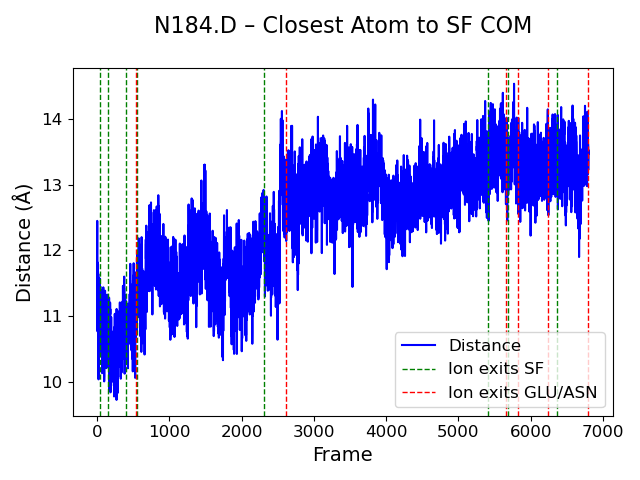 N184.D – Closest Atom to SF COM
Distance (Å)
14
13
12
11
10
Distance
Ion exits SF
Ion exits GLU/ASN
0 1000 2000 3000 4000 5000 6000 7000
Frame